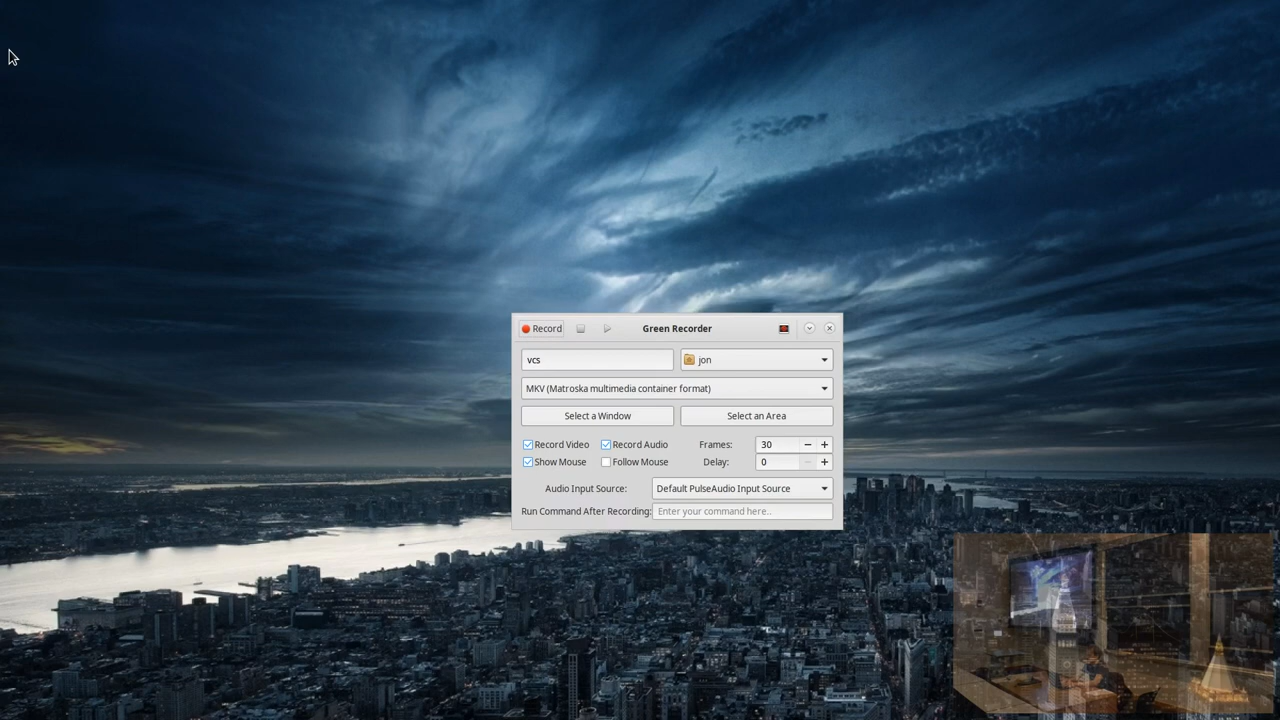 Record Green Recorder
vcs jon
MKV (Matroska multimedia container format)
Select a Window Select an Area
Record Video Record Audio Frames: 30
Show Mouse Follow Mouse Delay: 0
Audio Input Source: Default PulseAudio Input Source
Run Command After Recording: Enter your command here..